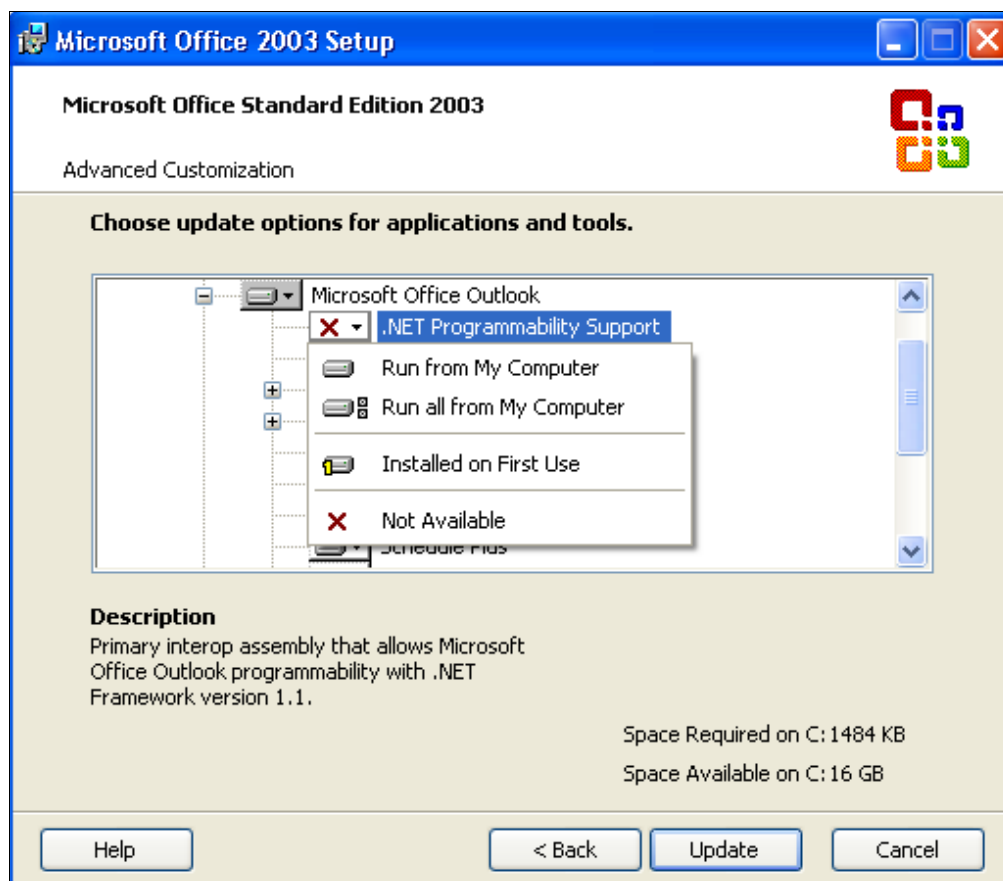 Microsoft Office 2003 Setup
Microsoft Office Standard Edition 2003
Advanced Customization
Choose update options for applications and tools.
Microsoft Office Outlook
.NET Programmability Support
Run from My Computer
Run all from My Computer
Installed on First Use
Not Available
Schedule Plus
Description
Primary interop assembly that allows Microsoft
Office Outlook programmability with .NET
Framework version 1.1.
Space Required on C: 1484 KB
Space Available on C: 16 GB
Help
< Back
Update
Cancel